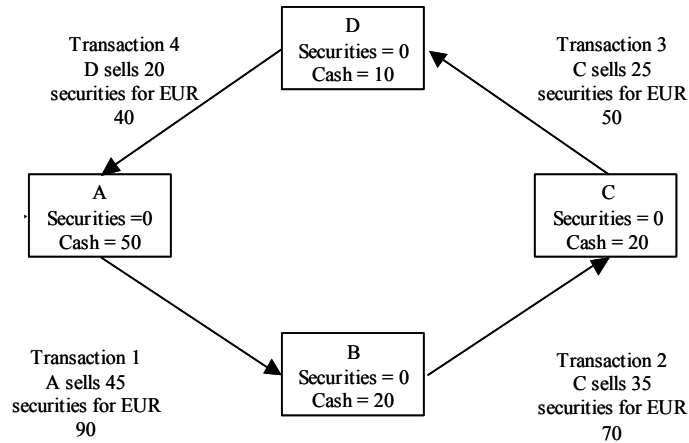 Transaction 4
D sells 20
securities for EUR
40
D
Securities = 0
Cash = 10
Transaction 3
C sells 25
securities for EUR
50
A
Securities =0
Cash = 50
C
Securities = 0
Cash = 20
Transaction 1
A sells 45
securities for EUR
90
B
Securities = 0
Cash = 20
Transaction 2
C sells 35
securities for EUR
70